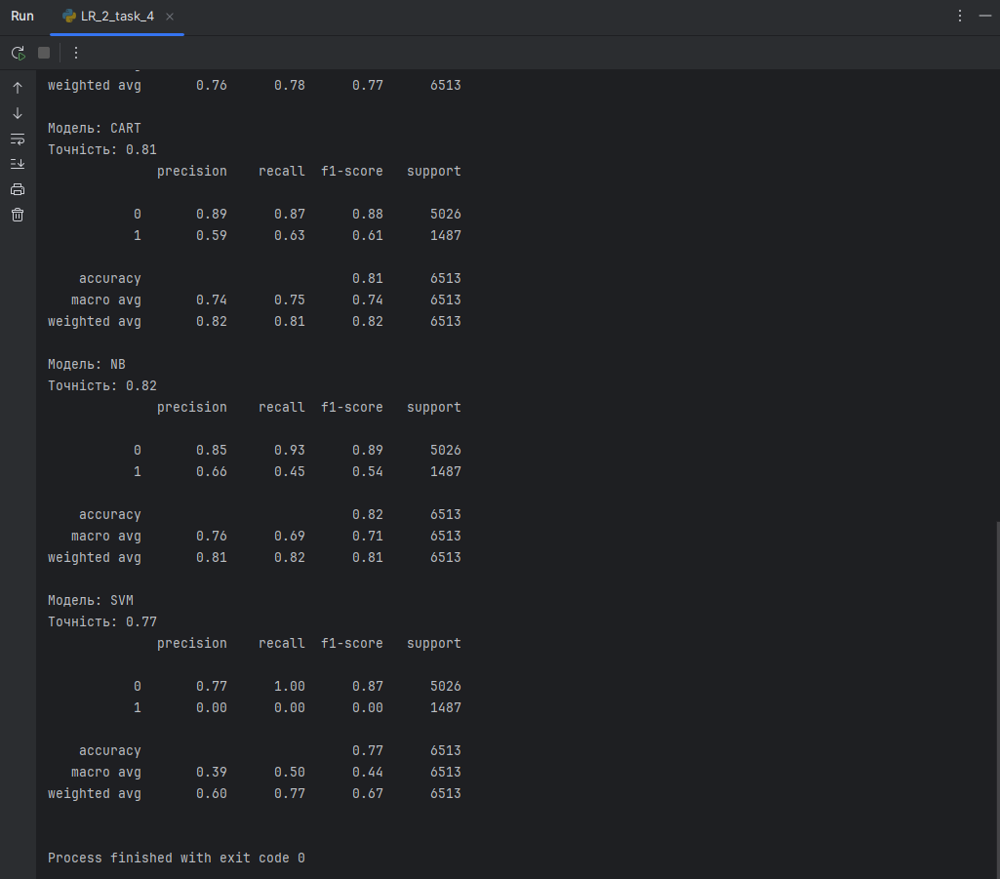 Run LR_2_task_4
weighted avg 0.76 0.78 0.77 6513
Модель: CART
Точність: 0.81
precision recall f1-score support
0 0.89 0.87 0.88 5026
1 0.59 0.63 0.61 1487
accuracy 0.81 6513
macro avg 0.74 0.75 0.74 6513
weighted avg 0.82 0.81 0.82 6513
Модель: NB
Точність: 0.82
precision recall f1-score support
0 0.85 0.93 0.89 5026
1 0.66 0.45 0.54 1487
accuracy 0.82 6513
macro avg 0.76 0.69 0.71 6513
weighted avg 0.81 0.82 0.81 6513
Модель: SVM
Точність: 0.77
precision recall f1-score support
0 0.77 1.00 0.87 5026
1 0.00 0.00 0.00 1487
accuracy 0.77 6513
macro avg 0.39 0.50 0.44 6513
weighted avg 0.60 0.77 0.67 6513
Process finished with exit code 0